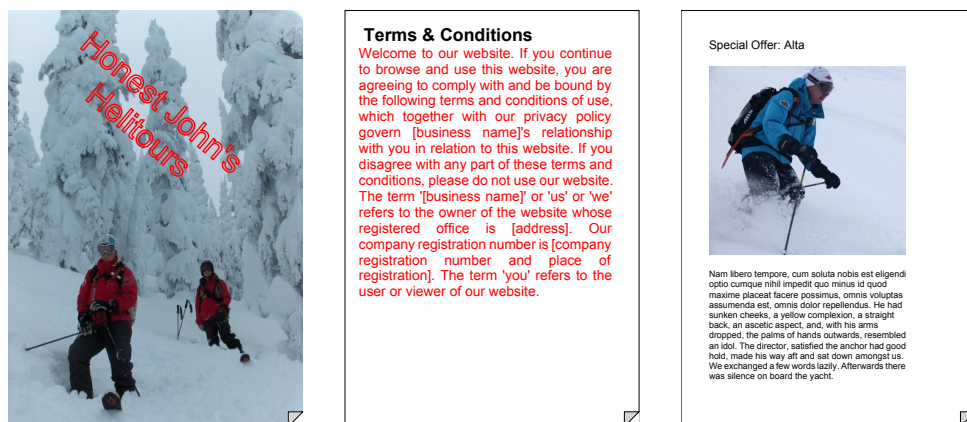 Honest John's
Helitours
Terms & Conditions
Welcome to our website. If you continue
to browse and use this website, you are
agreeing to comply with and be bound by
the following terms and conditions of use,
which together with our privacy policy
govern [business name]'s relationship
with you in relation to this website. If you
disagree with any part of these terms and
conditions, please do not use our website.
The term '[business name]' or 'us' or 'we'
refers to the owner of the website whose
registered office is [address]. Our
company registration number is [company
registration number and place of
registration]. The term 'you' refers to the
user or viewer of our website.
Special Offer: Alta
Nam libero tempore, cum soluta nobis est eligendi
optio cumque nihil impedit quo minus id quod
maxime placeat facere possimus, omnis voluptas
assumenda est, omnis dolor repellendus. He had
sunken cheeks, a yellow complexion, a straight
back, an ascetic aspect, and, with his arms
dropped, the palms of hands outwards, resembled
an idol. The director, satisfied the anchor had good
hold, made his way aft and sat down amongst us.
We exchanged a few words lazily. Afterwards there
was silence on board the yacht.